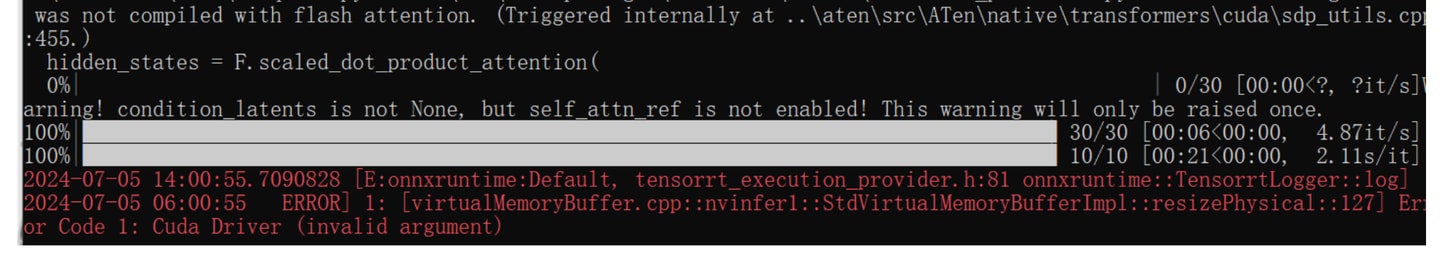 was not compiled with flash attention. (Triggered internally at ..\aten\src\ATen\native\transformers\cuda\sdp_utils.cpp
:455.)
hidden_states = F.scaled_dot_product_attention(
0%| | 0/30 [00:00<?, ?it/s]W
arning! condition_latents is not None, but self_attn_ref is not enabled! This warning will only be raised once.
100%| 30/30 [00:06<00:00, 4.87it/s]
100%| 10/10 [00:21<00:00, 2.11s/it]
2024-07-05 14:00:55.7090828 [E:onnxruntime:Default, tensorrt_execution_provider.h:81 onnxruntime::TensorrtLogger::log]
2024-07-05 06:00:55 ERROR] 1: [virtualMemoryBuffer.cpp::nvinfer1::StdVirtualMemoryBufferImpl::resizePhysical::127] Err
or Code 1: Cuda Driver (invalid argument)